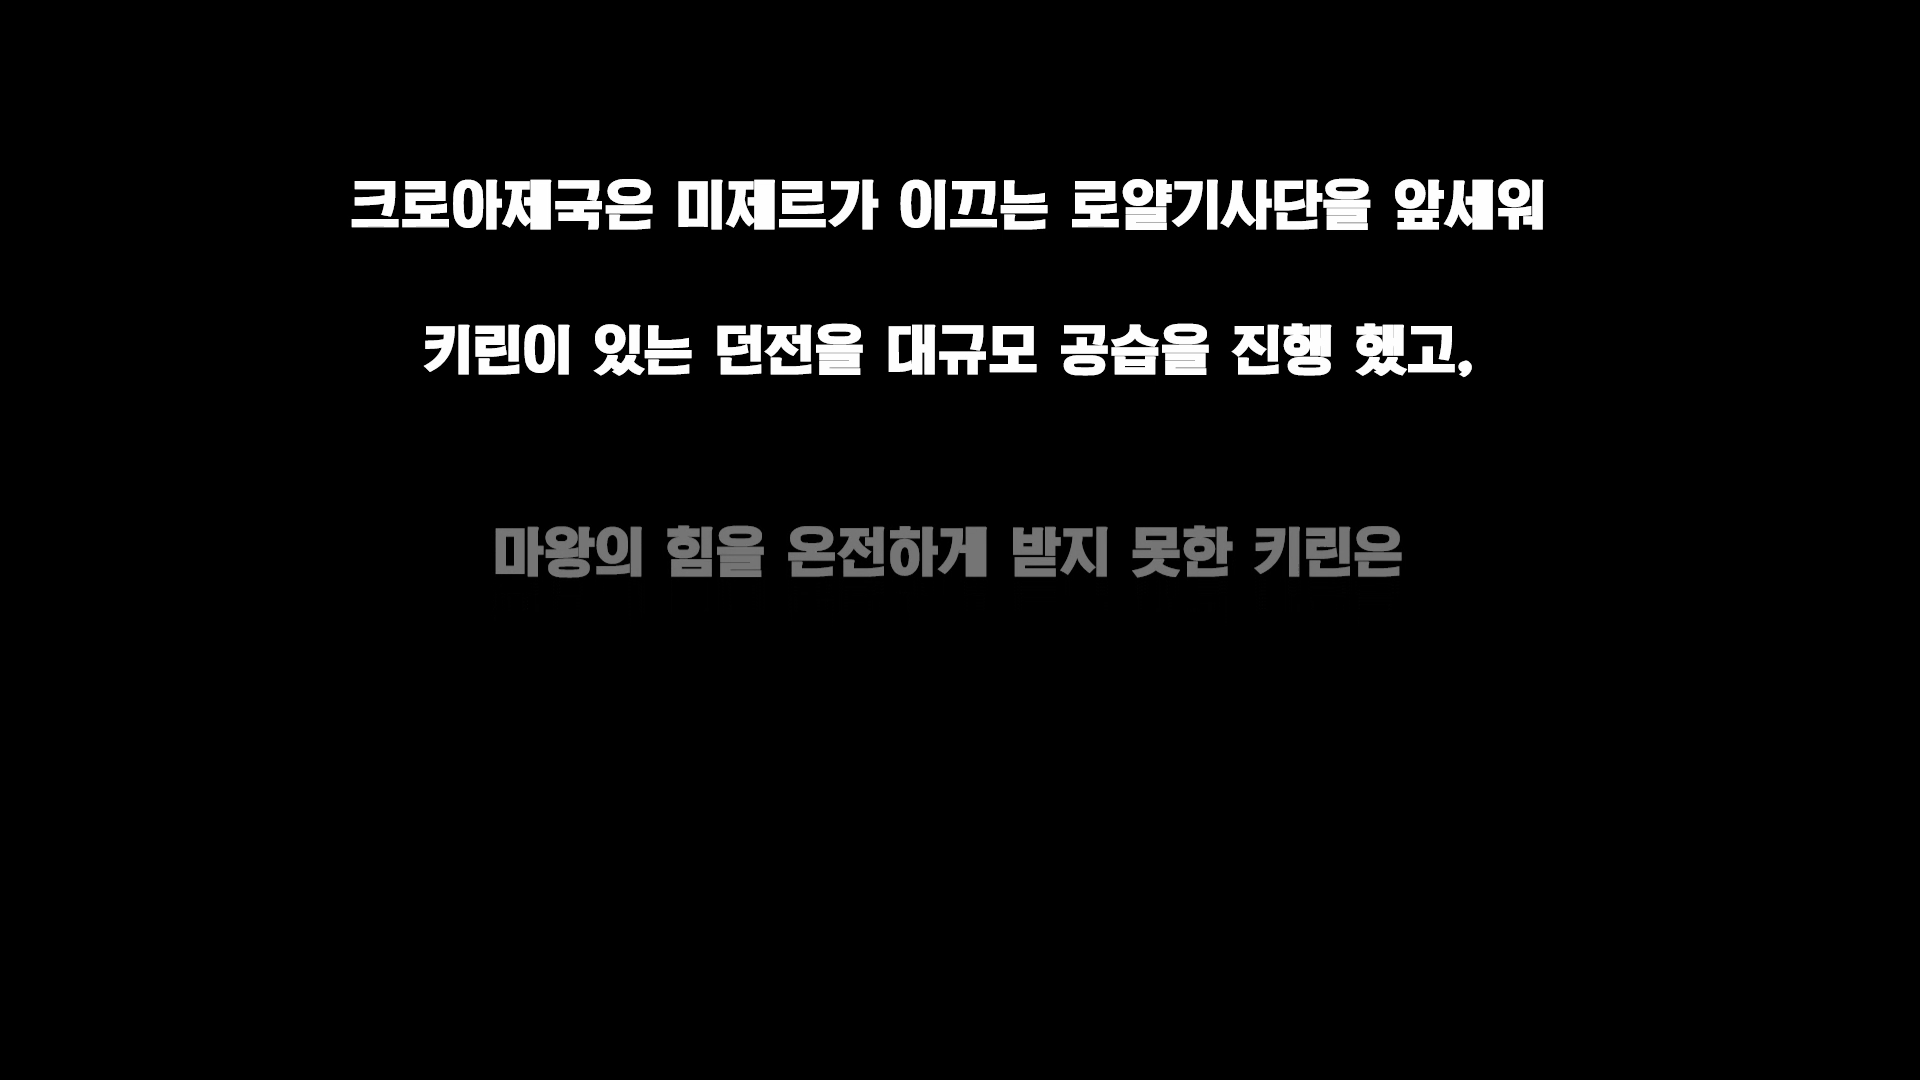 크로아제국은 미제르가 이끄는 로얄기사단을 앞세워
키린이 있는 던전을 대규모 공습을 진행 했고,
마왕의 힘을 온전하게 받지 못한 키린은